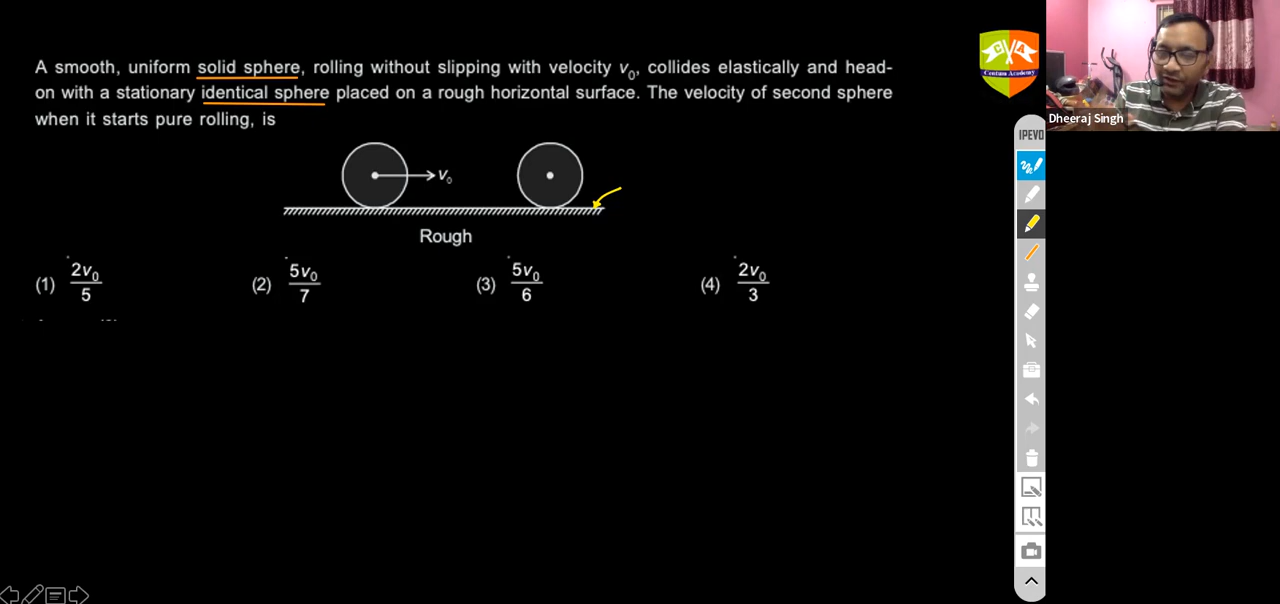 A smooth, uniform solid sphere, rolling without slipping with velocity v₀, collides elastically and head-
on with a stationary identical sphere placed on a rough horizontal surface. The velocity of second sphere
when it starts pure rolling, is
v₀
Rough
(1) 2v₀/5 (2) 5v₀/7 (3) 5v₀/6 (4) 2v₀/3
C A
Centum Academy
Dheeraj Singh
IPEVO